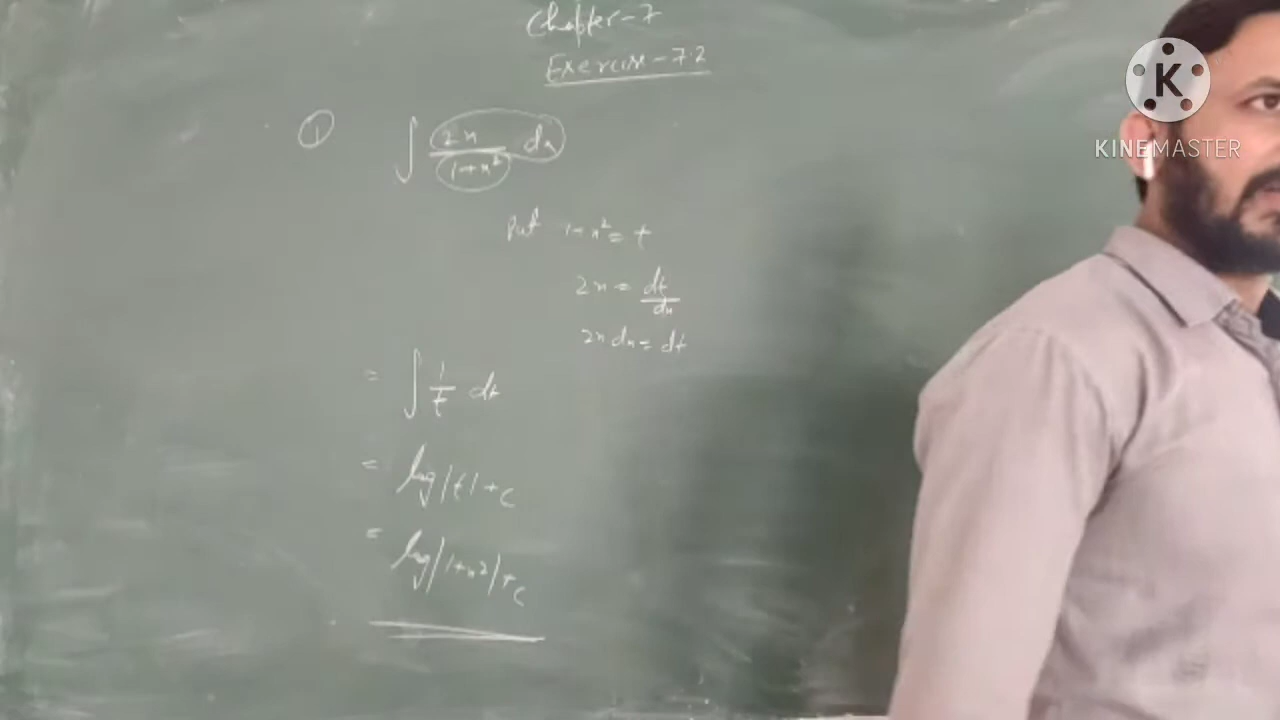 Chapter-7
Exercise-7.2
① ∫ 2x/(1+x²) dx
Put 1+x² = t
2x = dt/dx
2x dx = dt
= ∫ 1/t dt
= log|t|+c
= log|1+x²|+c
K
KINEMASTER